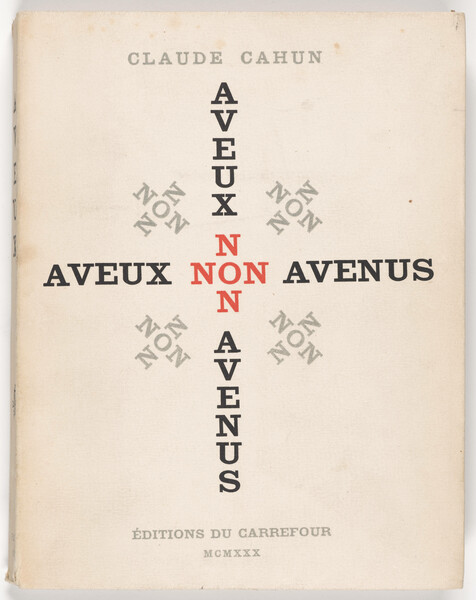 CLAUDE CAHUN
AVEUX
NON NON
NON NON
AVEUX NON AVENUS
NON NON
NON NON
AVENUS
ÉDITIONS DU CARREFOUR
MCMXXX